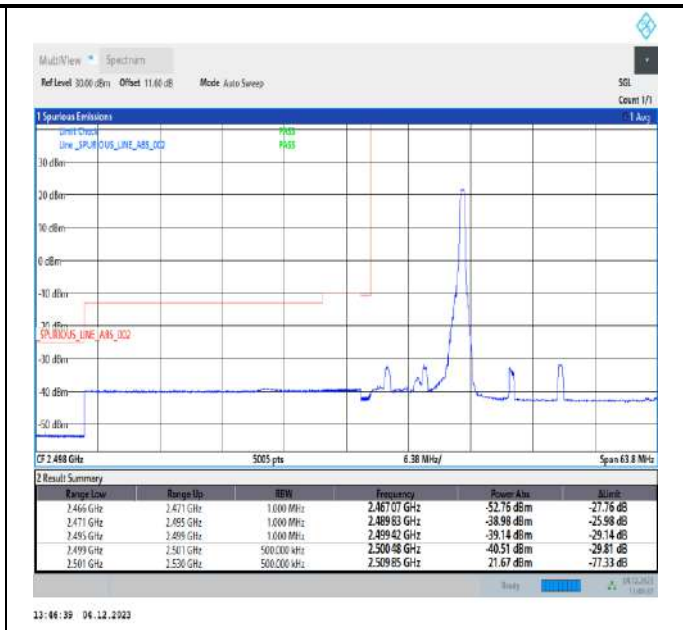 MultiView Spectrum
Ref Level 30.00 dBm Offset 11.60 dB Mode Auto Sweep SGL
Count 1/1
1 Spurious Emissions 1 Avg
Limit Check PASS
Line _SPURIOUS_LINE_ABS_002 PASS
30 dBm
20 dBm
10 dBm
0 dBm
-10 dBm
-20 dBm
_SPURIOUS_LINE_ABS_002
-30 dBm
-40 dBm
-50 dBm
CF 2.498 GHz 5005 pts 6.38 MHz/ Span 63.8 MHz
2 Result Summary
Range Low Range Up RBW Frequency Power Abs ΔLimit
2.466 GHz 2.471 GHz 1.000 MHz 2.46707 GHz -52.76 dBm -27.76 dB
2.471 GHz 2.495 GHz 1.000 MHz 2.48983 GHz -38.98 dBm -25.98 dB
2.495 GHz 2.499 GHz 1.000 MHz 2.49942 GHz -39.14 dBm -29.14 dB
2.499 GHz 2.501 GHz 500.000 kHz 2.50048 GHz -40.51 dBm -29.81 dB
2.501 GHz 2.530 GHz 500.000 kHz 2.50985 GHz 21.67 dBm -77.33 dB
Ready 04.12.2023
13:46:39 04.12.2023